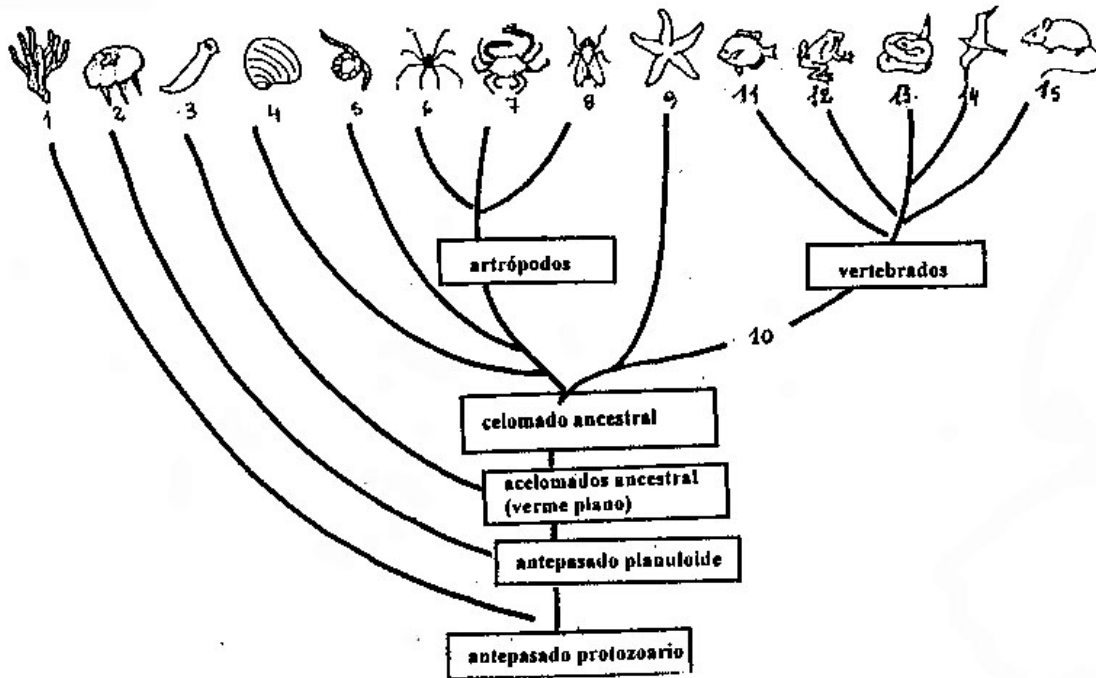 1 2 3 4 5 6 7 8 9 11 12 13 14 15
artrópodos
vertebrados
10
celomado ancestral
acelomados ancestral
(verme plano)
antepasado planuloide
antepasado protozoario